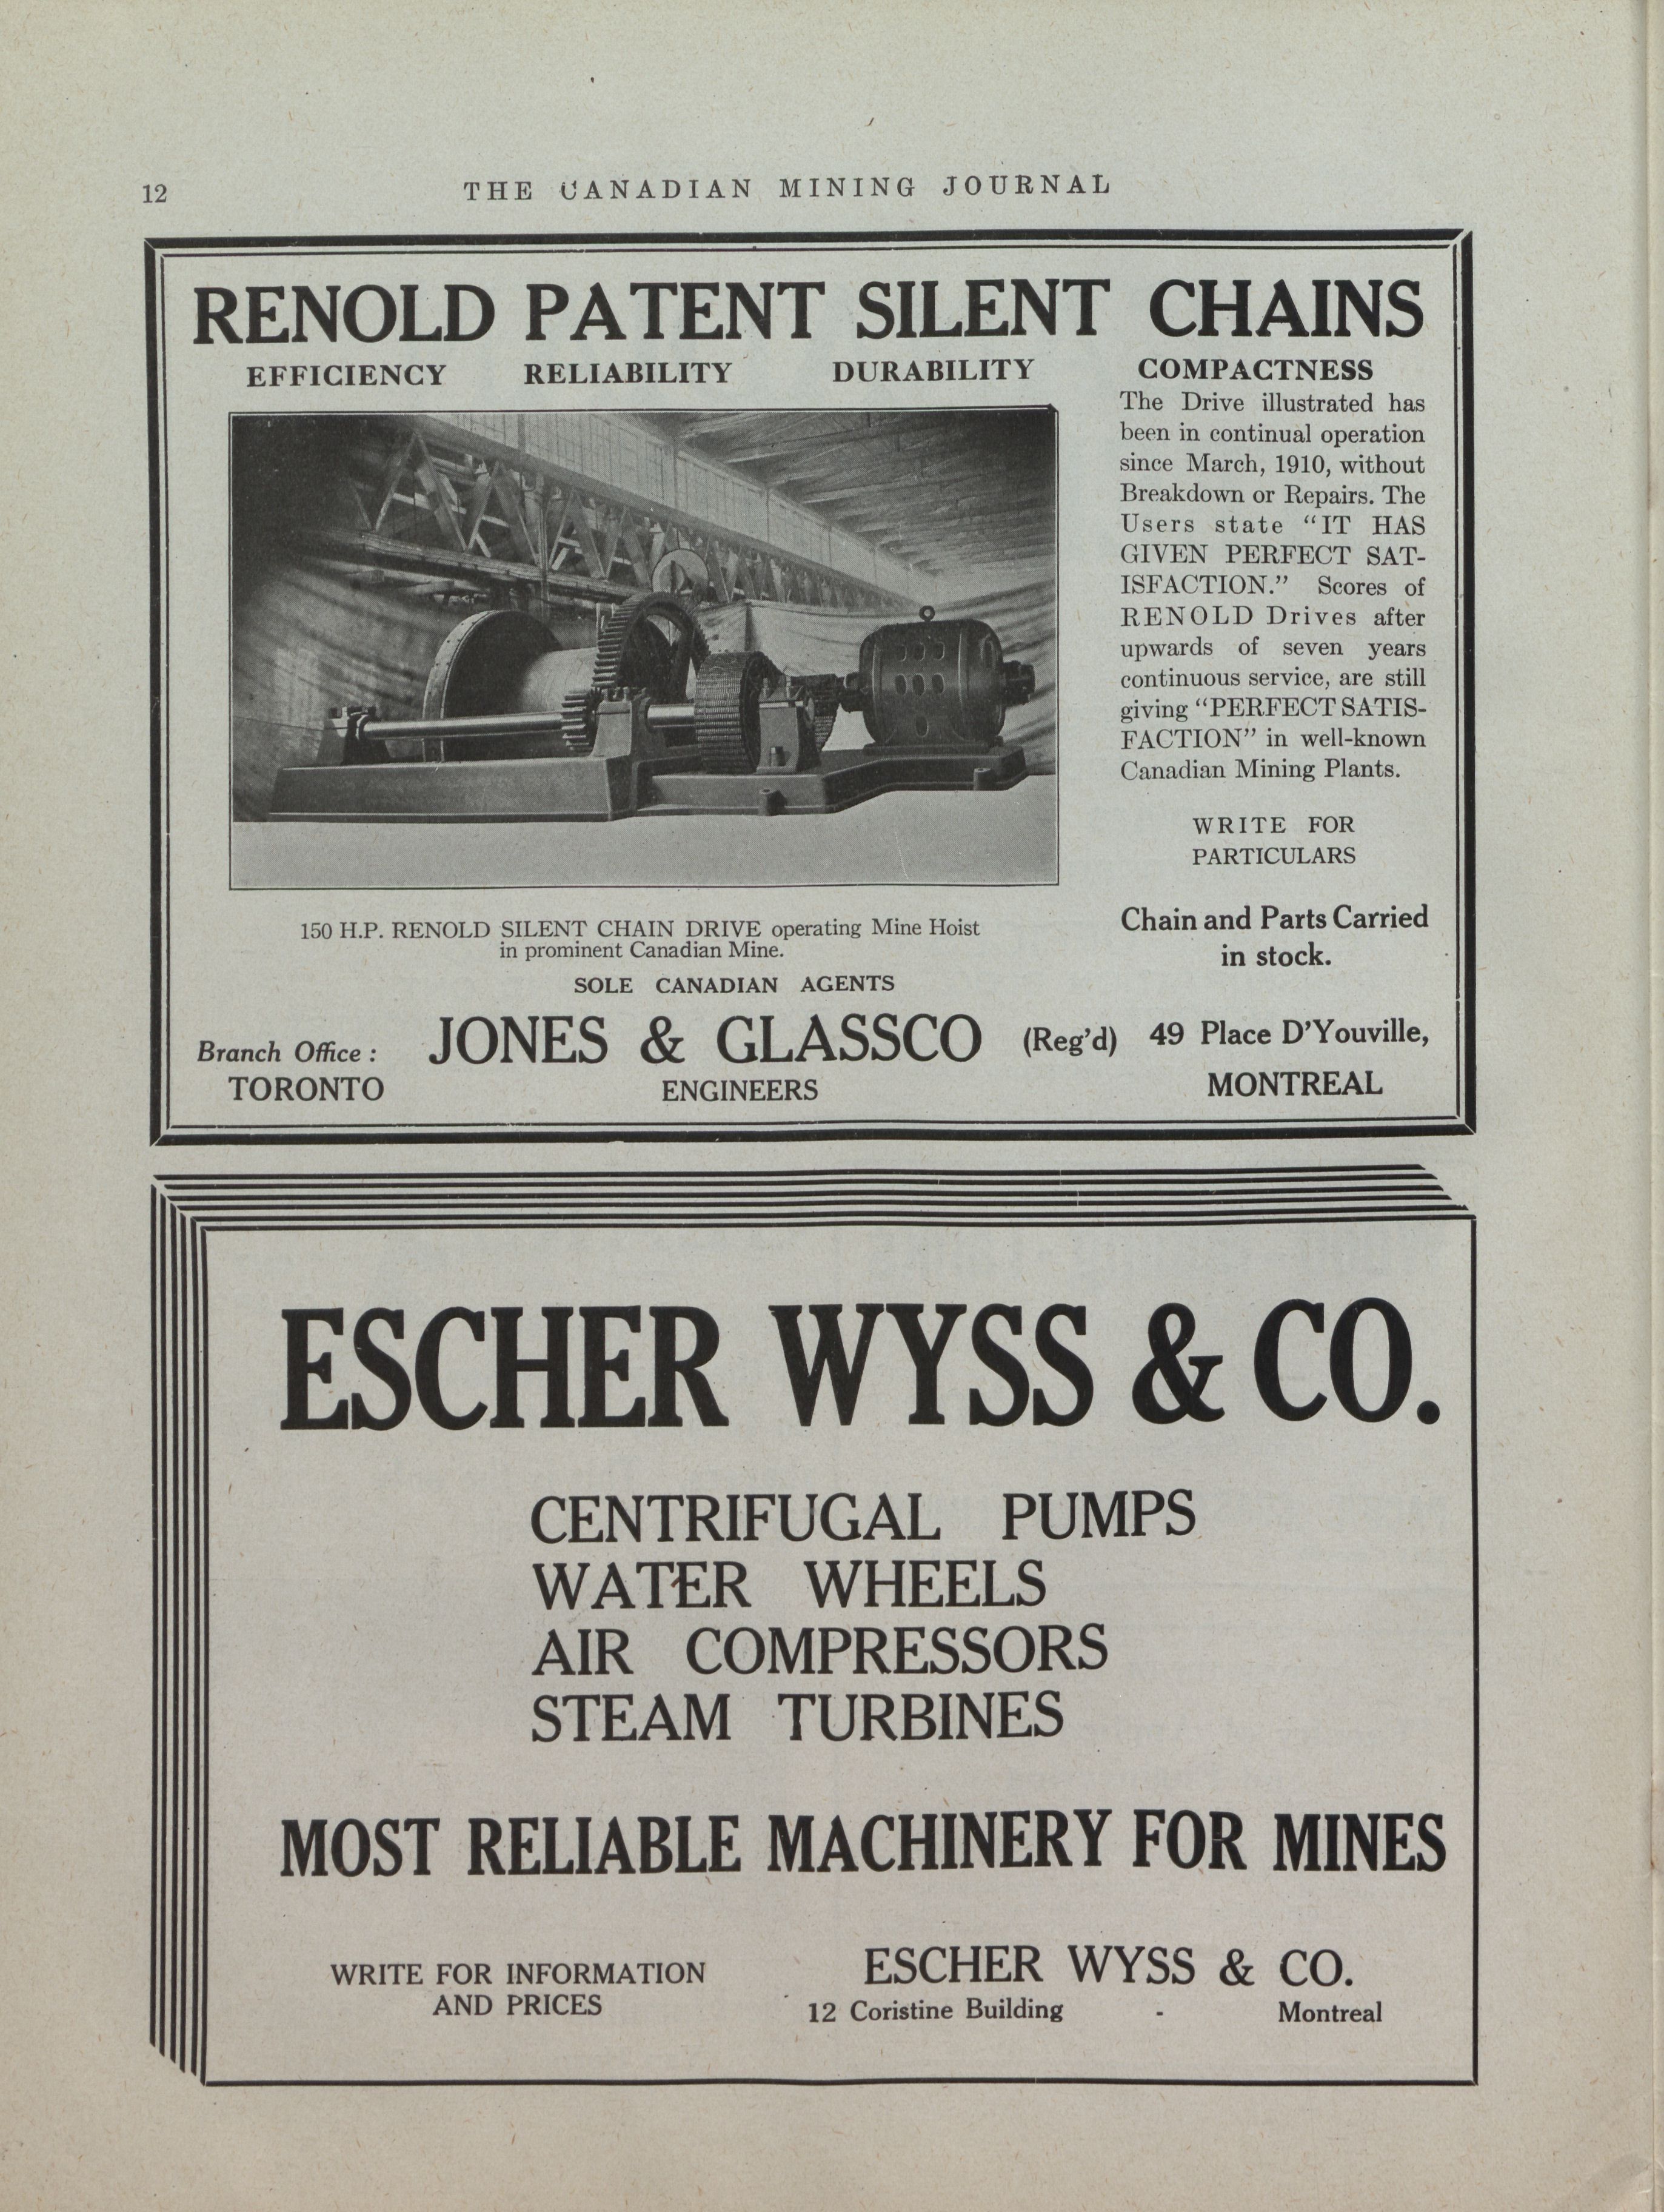 12
THE CANADIAN MINING JOURNAL
RENOLD PATENT SILENT CHAINS
EFFICIENCY RELIABILITY DURABILITY COMPACTNESS
The Drive illustrated has
been in continual operation
since March, 1910, without
Breakdown or Repairs. The
Users state “IT HAS
GIVEN PERFECT SAT-
ISFACTION.” Scores of
RENOLD Drives after
upwards of seven years
continuous service, are still
giving “PERFECT SATIS-
FACTION” in well-known
Canadian Mining Plants.
WRITE FOR
PARTICULARS
Chain and Parts Carried
in stock.
150 H.P. RENOLD SILENT CHAIN DRIVE operating Mine Hoist
in prominent Canadian Mine.
SOLE CANADIAN AGENTS
Branch Office :
TORONTO
JONES & GLASSCO (Reg’d)
ENGINEERS
49 Place D’Youville,
MONTREAL
ESCHER WYSS & CO.
CENTRIFUGAL PUMPS
WATER WHEELS
AIR COMPRESSORS
STEAM TURBINES
MOST RELIABLE MACHINERY FOR MINES
WRITE FOR INFORMATION
AND PRICES
ESCHER WYSS & CO.
12 Coristine Building - Montreal